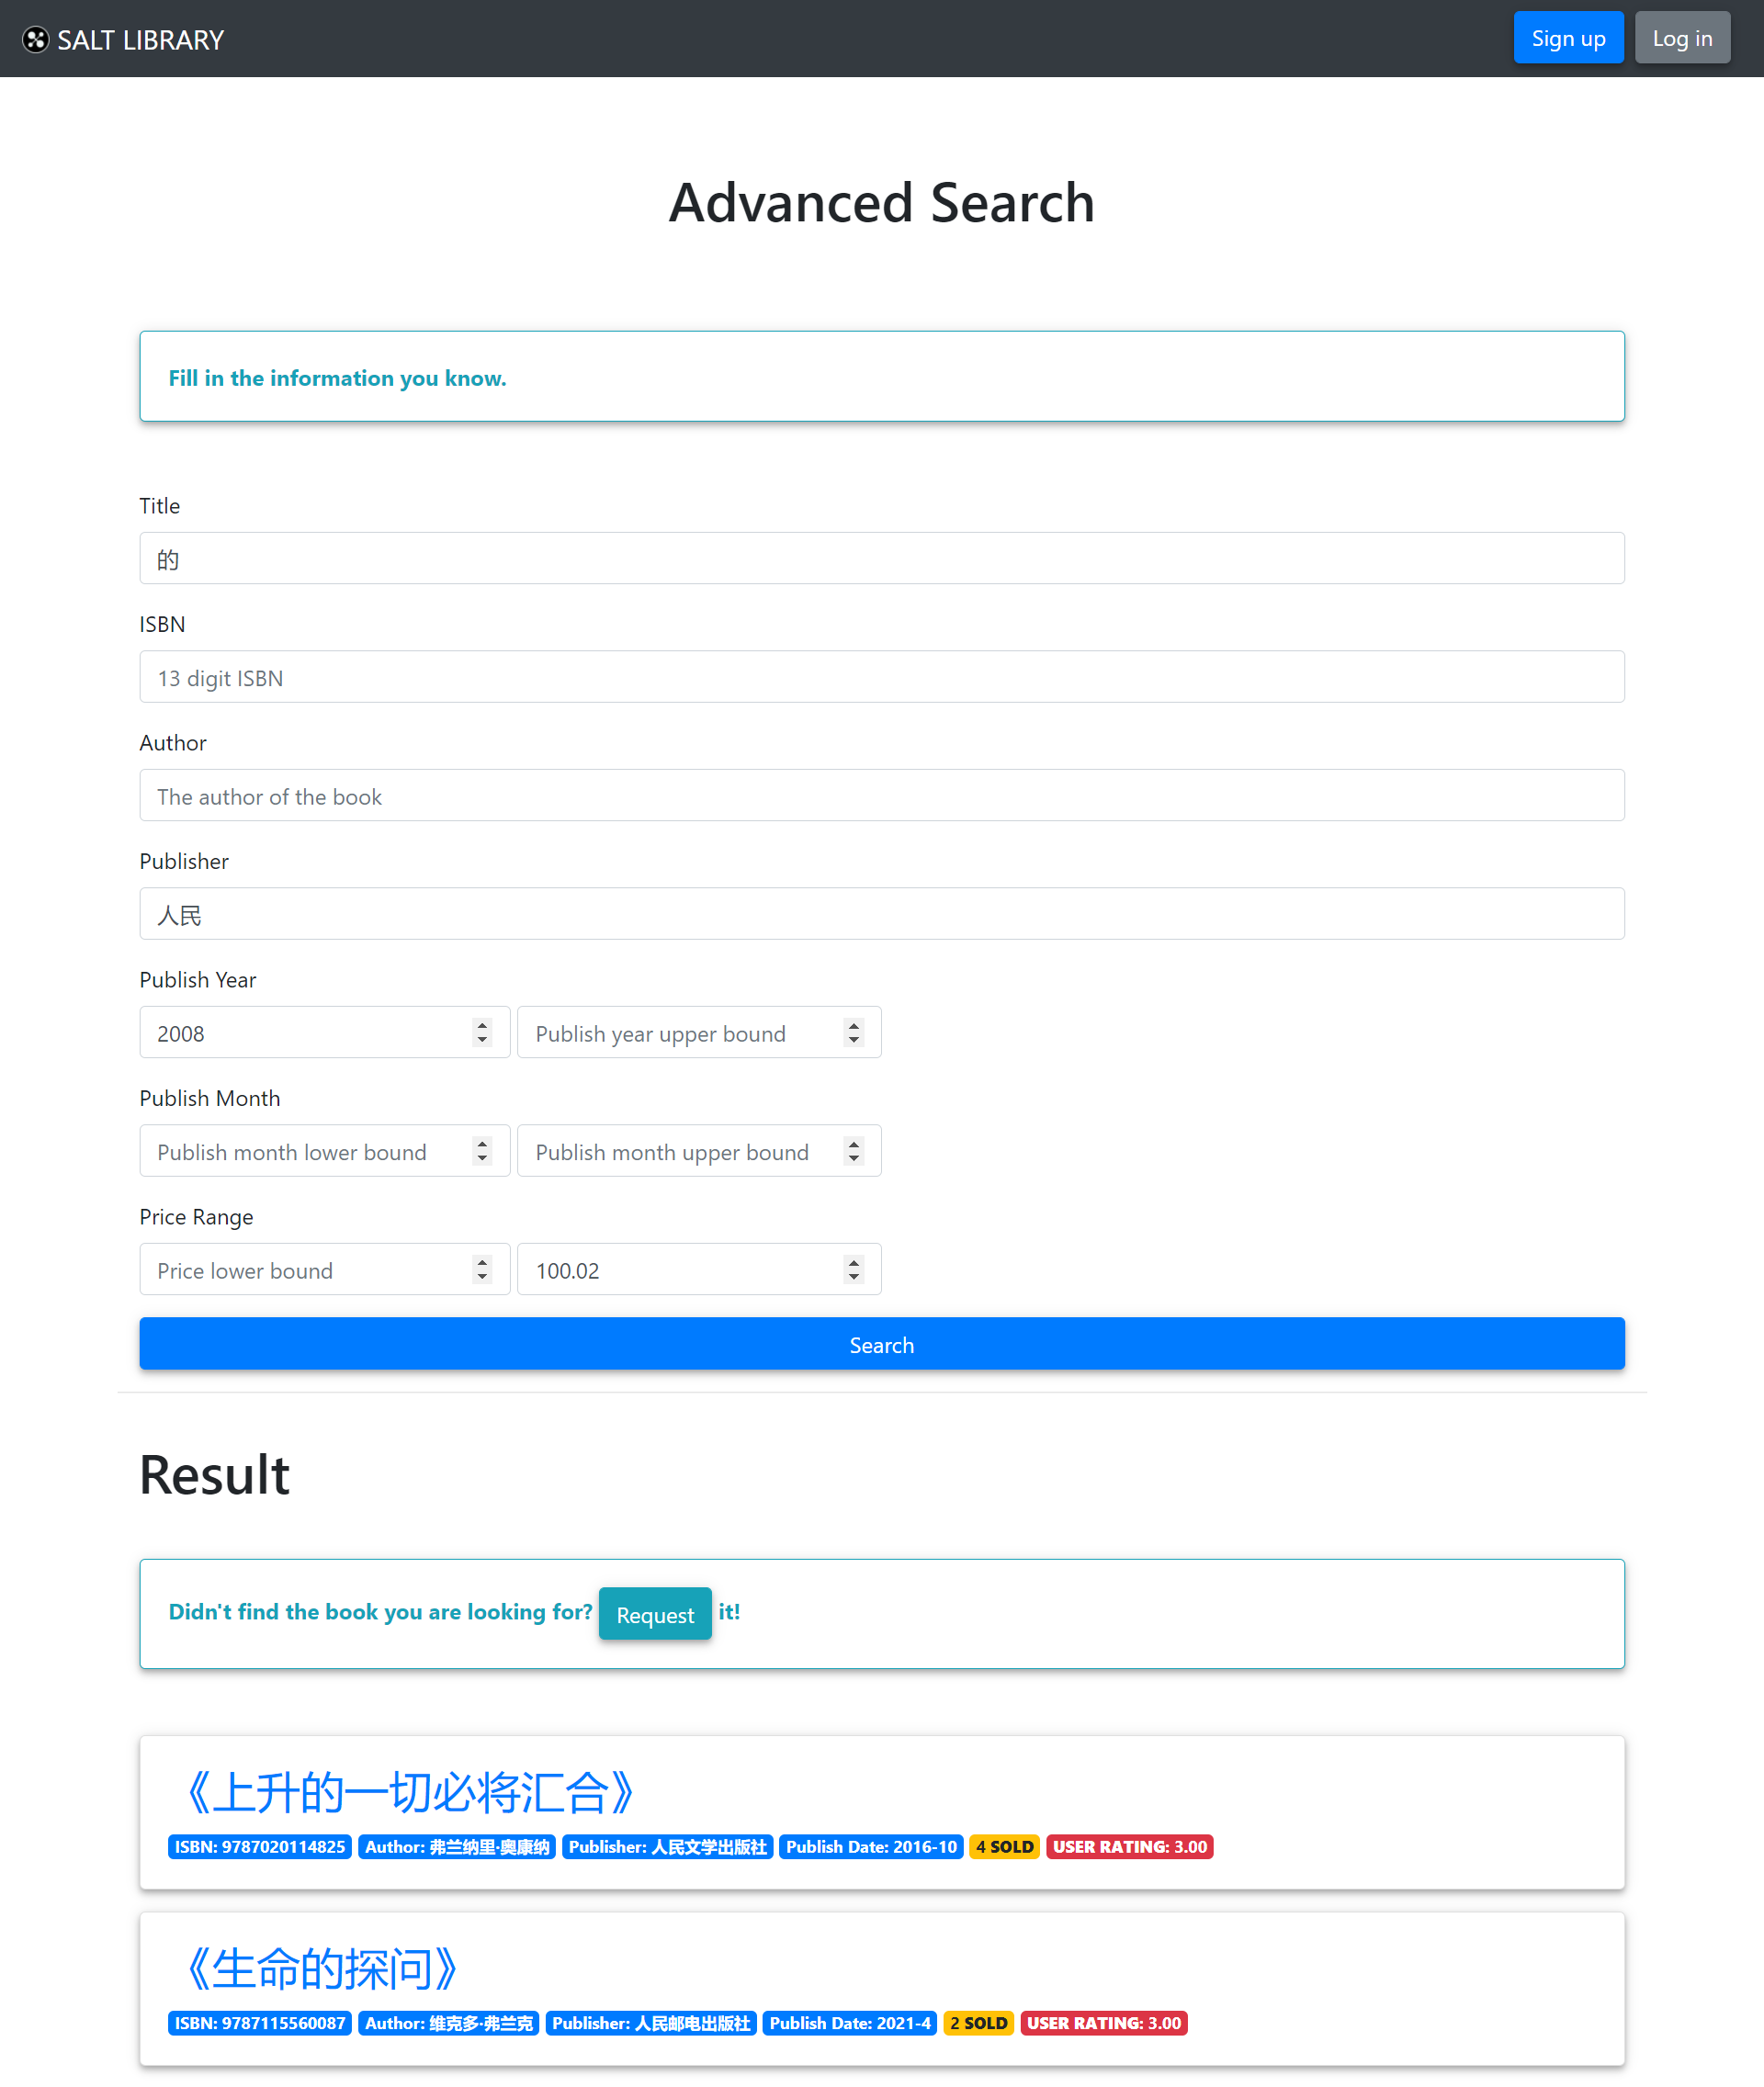 SALT LIBRARY Sign up Log in
Advanced Search
Fill in the information you know.
Title
的
ISBN
13 digit ISBN
Author
The author of the book
Publisher
人民
Publish Year
2008 Publish year upper bound
Publish Month
Publish month lower bound Publish month upper bound
Price Range
Price lower bound 100.02
Search
Result
Didn't find the book you are looking for? Request it!
《上升的一切必将汇合》
ISBN: 9787020114825 Author: 弗兰纳里·奥康纳 Publisher: 人民文学出版社 Publish Date: 2016-10 4 SOLD USER RATING: 3.00
《生命的探问》
ISBN: 9787115560087 Author: 维克多·弗兰克 Publisher: 人民邮电出版社 Publish Date: 2021-4 2 SOLD USER RATING: 3.00